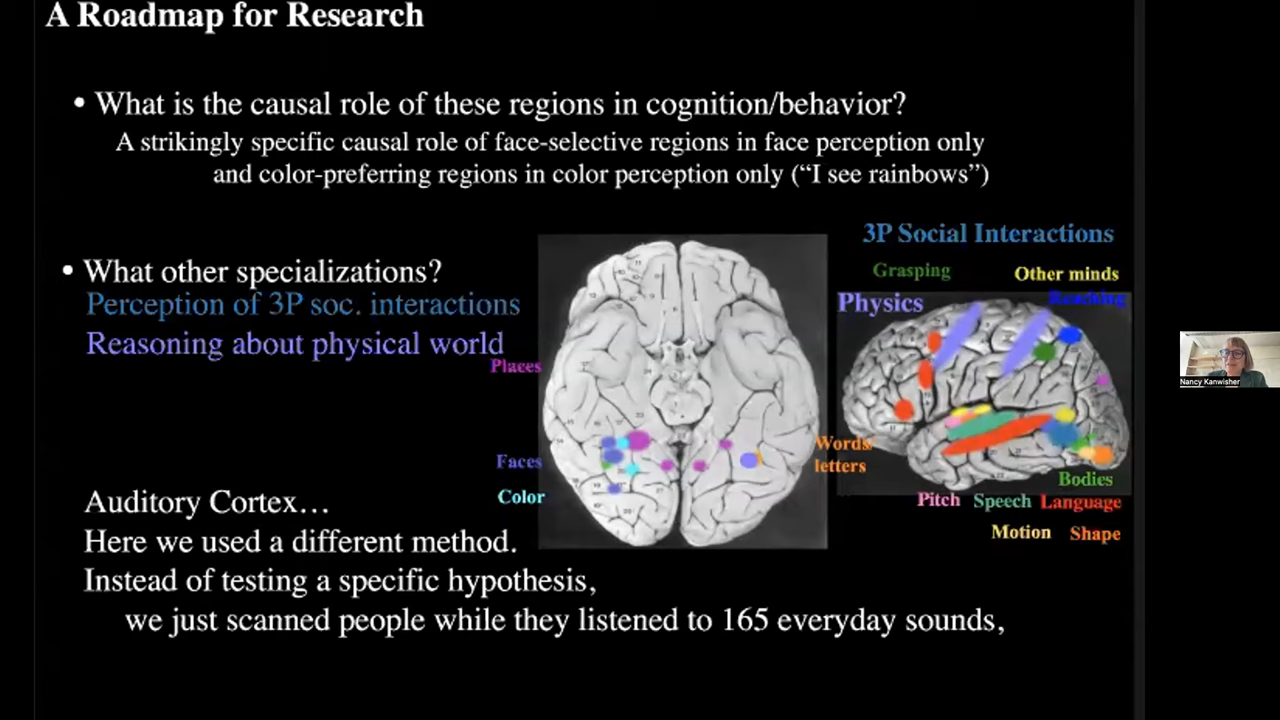 A Roadmap for Research
• What is the causal role of these regions in cognition/behavior?
A strikingly specific causal role of face-selective regions in face perception only
and color-preferring regions in color perception only (“I see rainbows”)
• What other specializations?
Perception of 3P soc. interactions
Reasoning about physical world
3P Social Interactions
Grasping
Other minds
Reaching
Physics
Places
Faces
Color
Words
letters
Bodies
Pitch Speech Language
Motion Shape
Auditory Cortex…
Here we used a different method.
Instead of testing a specific hypothesis,
we just scanned people while they listened to 165 everyday sounds,
Nancy Kanwisher